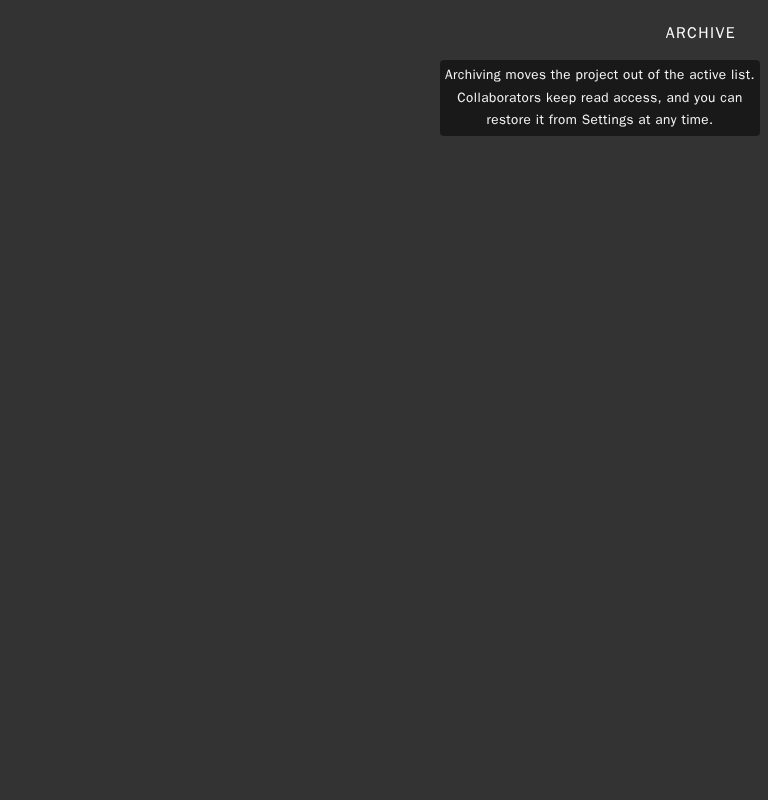 ARCHIVE
Archiving moves the project out of the active list.
Collaborators keep read access, and you can
restore it from Settings at any time.